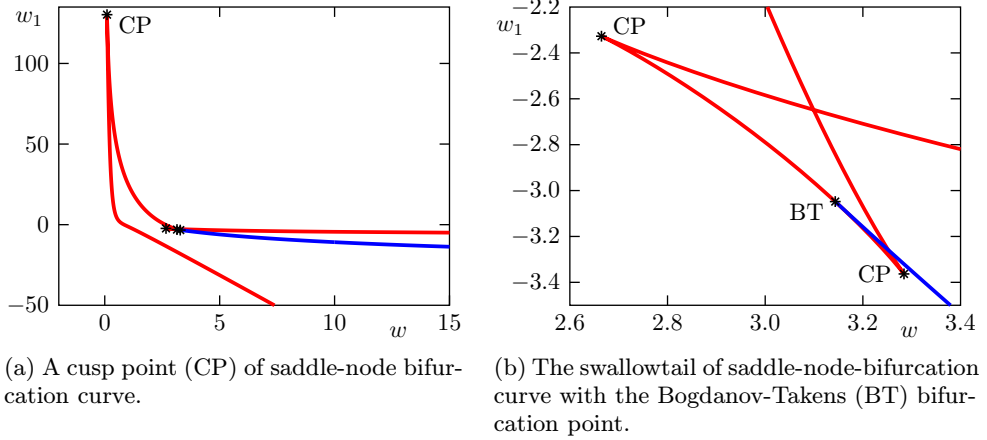 w1
CP
100
50
0
−50
0
5
10
15
w
−2.2
w1
CP
−2.4
−2.6
−2.8
−3.0
BT
−3.2
CP
−3.4
2.6
2.8
3.0
3.2
3.4
w
(a) A cusp point (CP) of saddle-node bifur-
cation curve.
(b) The swallowtail of saddle-node-bifurcation
curve with the Bogdanov-Takens (BT) bifur-
cation point.